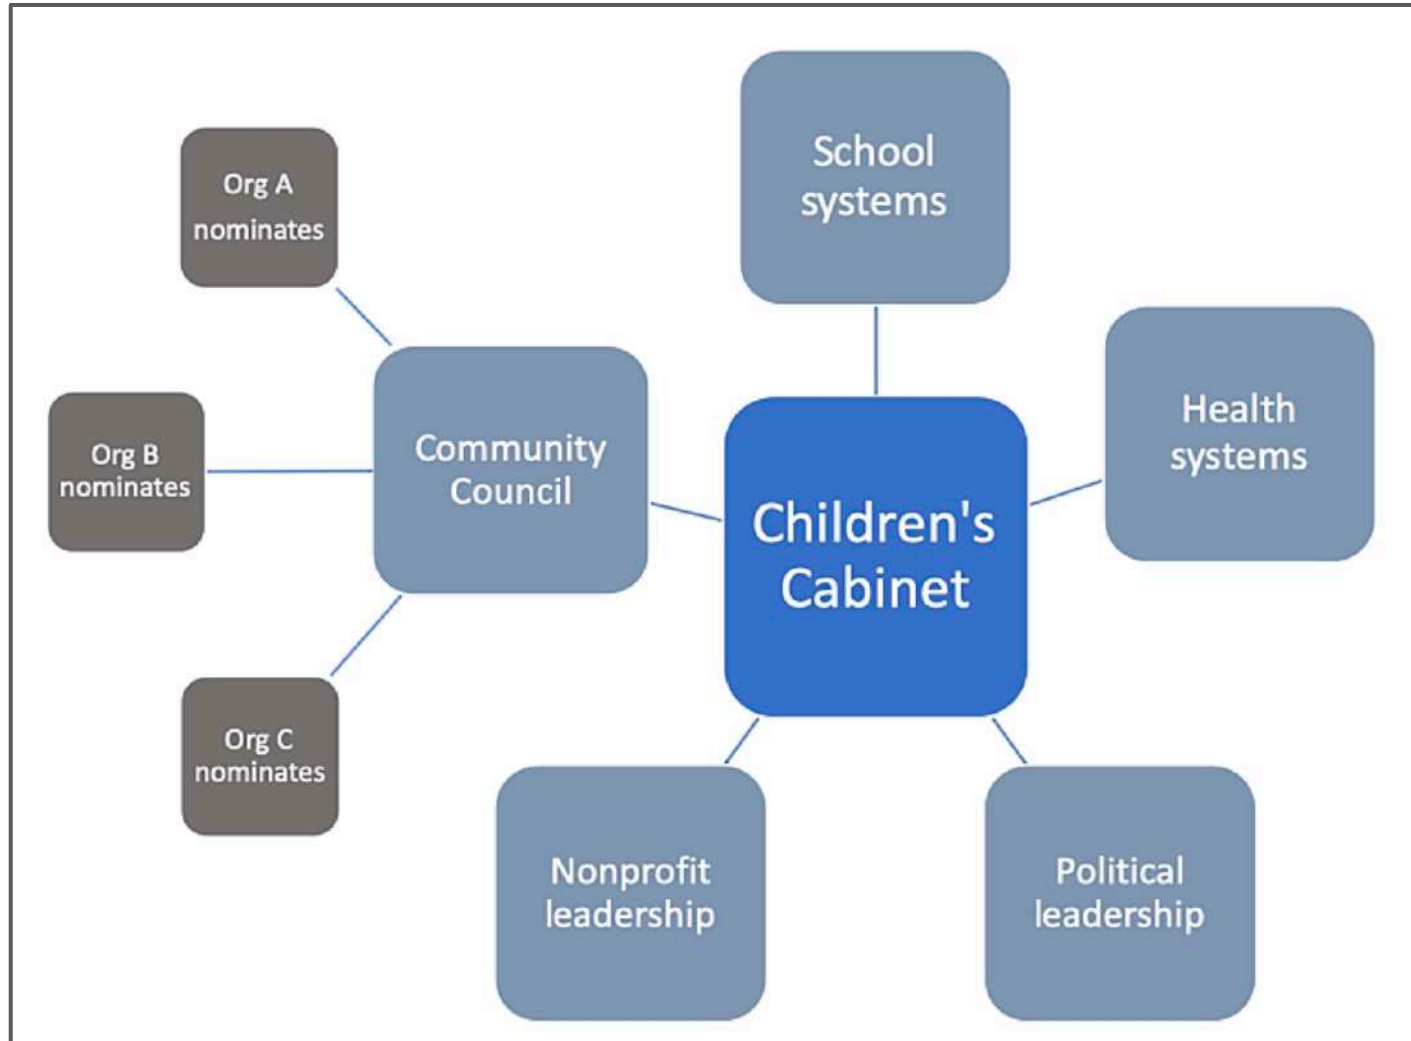 School
systems
Org A
nominates
Health
systems
Community
Council
Org B
nominates
Children's
Cabinet
Org C
nominates
Nonprofit
leadership
Political
leadership